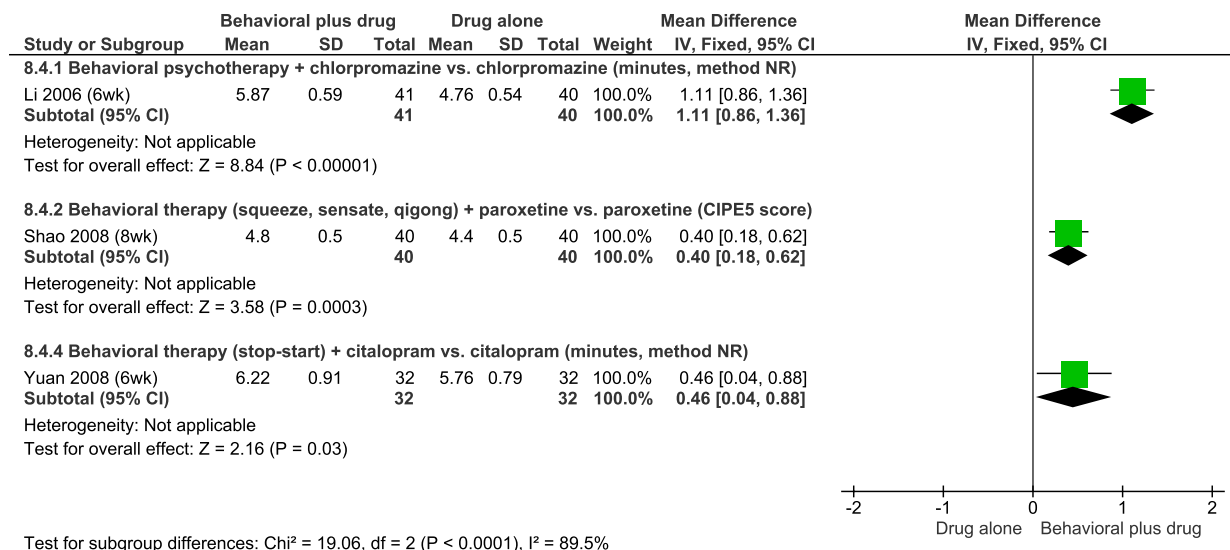 Behavioral plus drug Drug alone Mean Difference Mean Difference
Study or Subgroup Mean SD Total Mean SD Total Weight IV, Fixed, 95% CI IV, Fixed, 95% CI
8.4.1 Behavioral psychotherapy + chlorpromazine vs. chlorpromazine (minutes, method NR)
Li 2006 (6wk) 5.87 0.59 41 4.76 0.54 40 100.0% 1.11 [0.86, 1.36]
Subtotal (95% CI) 41 40 100.0% 1.11 [0.86, 1.36]
Heterogeneity: Not applicable
Test for overall effect: Z = 8.84 (P < 0.00001)
8.4.2 Behavioral therapy (squeeze, sensate, qigong) + paroxetine vs. paroxetine (CIPE5 score)
Shao 2008 (8wk) 4.8 0.5 40 4.4 0.5 40 100.0% 0.40 [0.18, 0.62]
Subtotal (95% CI) 40 40 100.0% 0.40 [0.18, 0.62]
Heterogeneity: Not applicable
Test for overall effect: Z = 3.58 (P = 0.0003)
8.4.4 Behavioral therapy (stop-start) + citalopram vs. citalopram (minutes, method NR)
Yuan 2008 (6wk) 6.22 0.91 32 5.76 0.79 32 100.0% 0.46 [0.04, 0.88]
Subtotal (95% CI) 32 32 100.0% 0.46 [0.04, 0.88]
Heterogeneity: Not applicable
Test for overall effect: Z = 2.16 (P = 0.03)
-2 -1 0 1 2
Drug alone Behavioral plus drug
Test for subgroup differences: Chi² = 19.06, df = 2 (P < 0.0001), I² = 89.5%